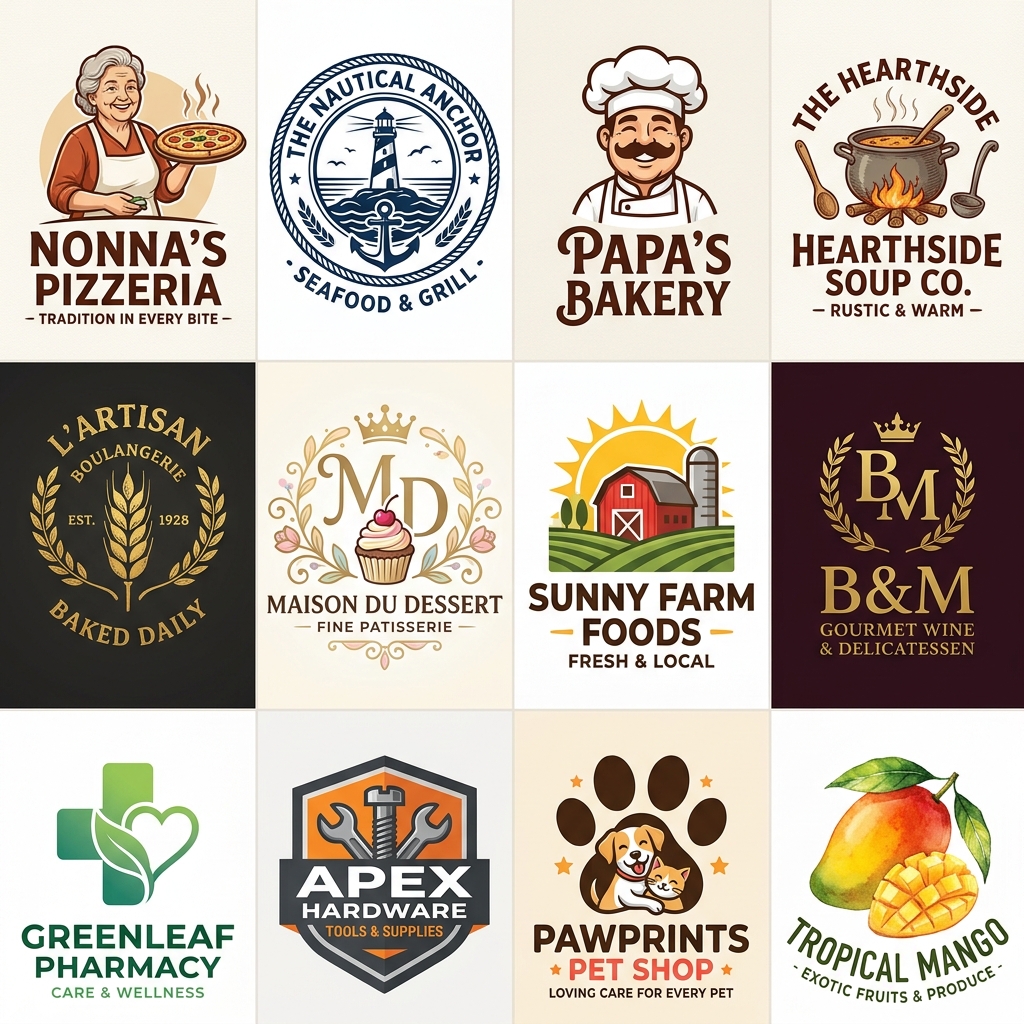 NONNA'S
PIZZERIA
– TRADITION IN EVERY BITE –
THE NAUTICAL ANCHOR
· SEAFOOD & GRILL ·
PAPA'S
BAKERY
THE HEARTHSIDE
HEARTHSIDE
SOUP CO.
– RUSTIC & WARM –
L'ARTISAN
BOULANGERIE
EST. 1928
BAKED DAILY
MD
MAISON DU DESSERT
– FINE PATISSERIE –
SUNNY FARM
– FOODS –
FRESH & LOCAL
BM
B&M
GOURMET WINE
& DELICATESSEN
GREENLEAF
PHARMACY
CARE & WELLNESS
APEX
HARDWARE
TOOLS & SUPPLIES
PAWPRINTS
PET SHOP
LOVING CARE FOR EVERY PET
TROPICAL MANGO
- EXOTIC FRUITS & PRODUCE -